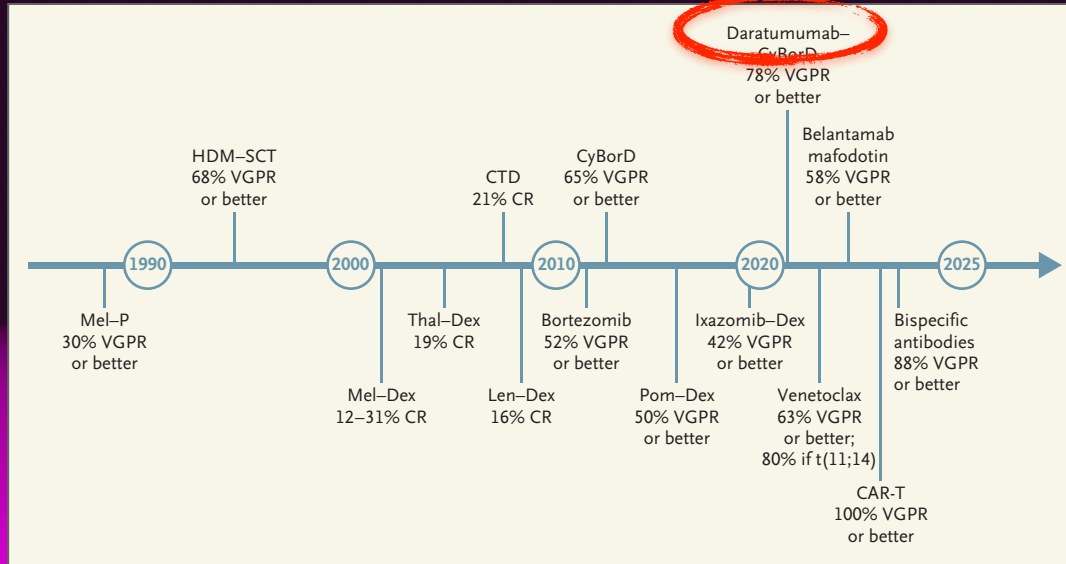 Daratumumab–
CyBorD
78% VGPR
or better
Belantamab
mafodotin
58% VGPR
or better
HDM–SCT
68% VGPR
or better
CTD
21% CR
CyBorD
65% VGPR
or better
1990
2000
2010
2020
2025
Mel–P
30% VGPR
or better
Thal–Dex
19% CR
Bortezomib
52% VGPR
or better
Ixazomib–Dex
42% VGPR
or better
Bispecific
antibodies
88% VGPR
or better
Mel–Dex
12–31% CR
Len–Dex
16% CR
Pom–Dex
50% VGPR
or better
Venetoclax
63% VGPR
or better;
80% if t(11;14)
CAR-T
100% VGPR
or better